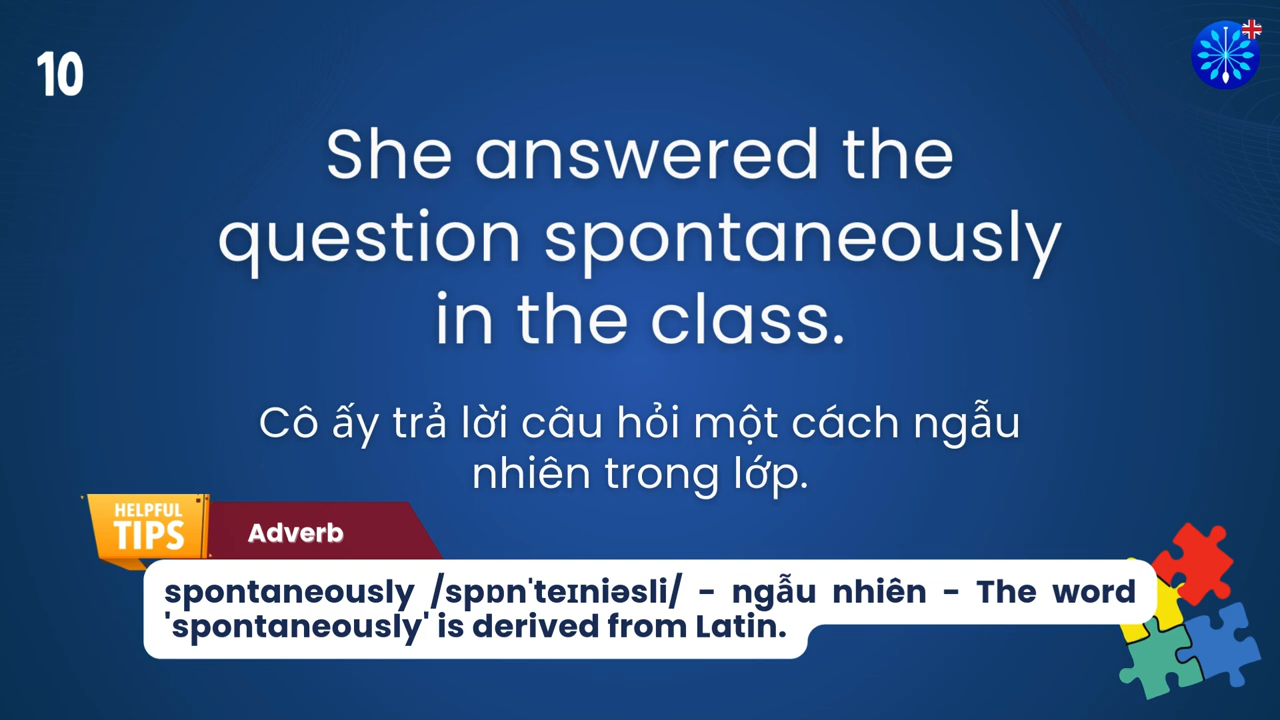 10
She answered the
question spontaneously
in the class.
Cô ấy trả lời câu hỏi một cách ngẫu
nhiên trong lớp.
HELPFUL
TIPS
Adverb
spontaneously /spɒnˈteɪniəsli/ - ngẫu nhiên - The word
'spontaneously' is derived from Latin.